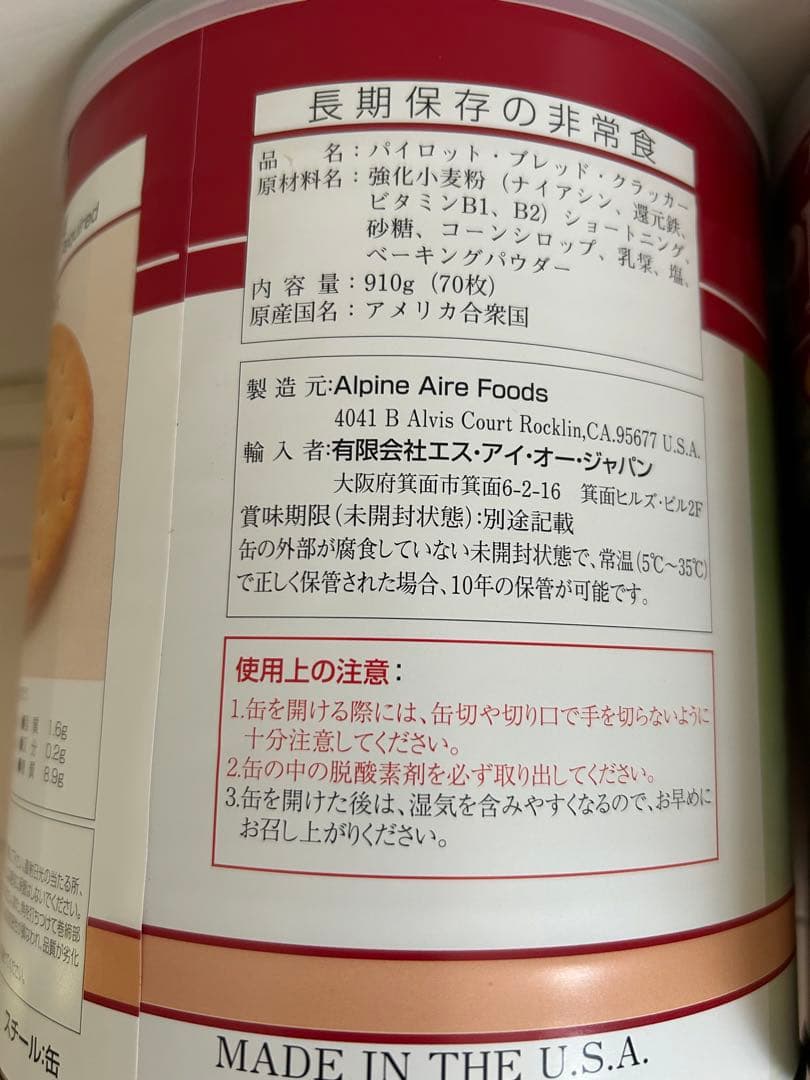 長期保存の非常食
品　　名：パイロット・ブレッド・クラッカー
原材料名：強化小麦粉（ナイアシン、還元鉄、
ビタミンB1、B2）ショートニング、
砂糖、コーンシロップ、乳漿、塩、
ベーキングパウダー
内 容 量：910g（70枚）
原産国名：アメリカ合衆国
製 造 元:Alpine Aire Foods
4041 B Alvis Court Rocklin,CA.95677 U.S.A.
輸 入 者:有限会社エス・アイ・オー・ジャパン
大阪府箕面市箕面6-2-16　箕面ヒルズ・ビル2F
賞味期限（未開封状態）:別途記載
缶の外部が腐食していない未開封状態で、常温（5℃〜35℃）
で正しく保管された場合、10年の保管が可能です。
使用上の注意：
1.缶を開ける際には、缶切や切り口で手を切らないように
十分注意してください。
2.缶の中の脱酸素剤を必ず取り出してください。
3.缶を開けた後は、湿気を含みやすくなるので、お早めに
お召し上がりください。
MADE IN THE U.S.A.
質 1.6g
分 0.2g
質 8.9g
直射日光の当たる所、
スチール:缶